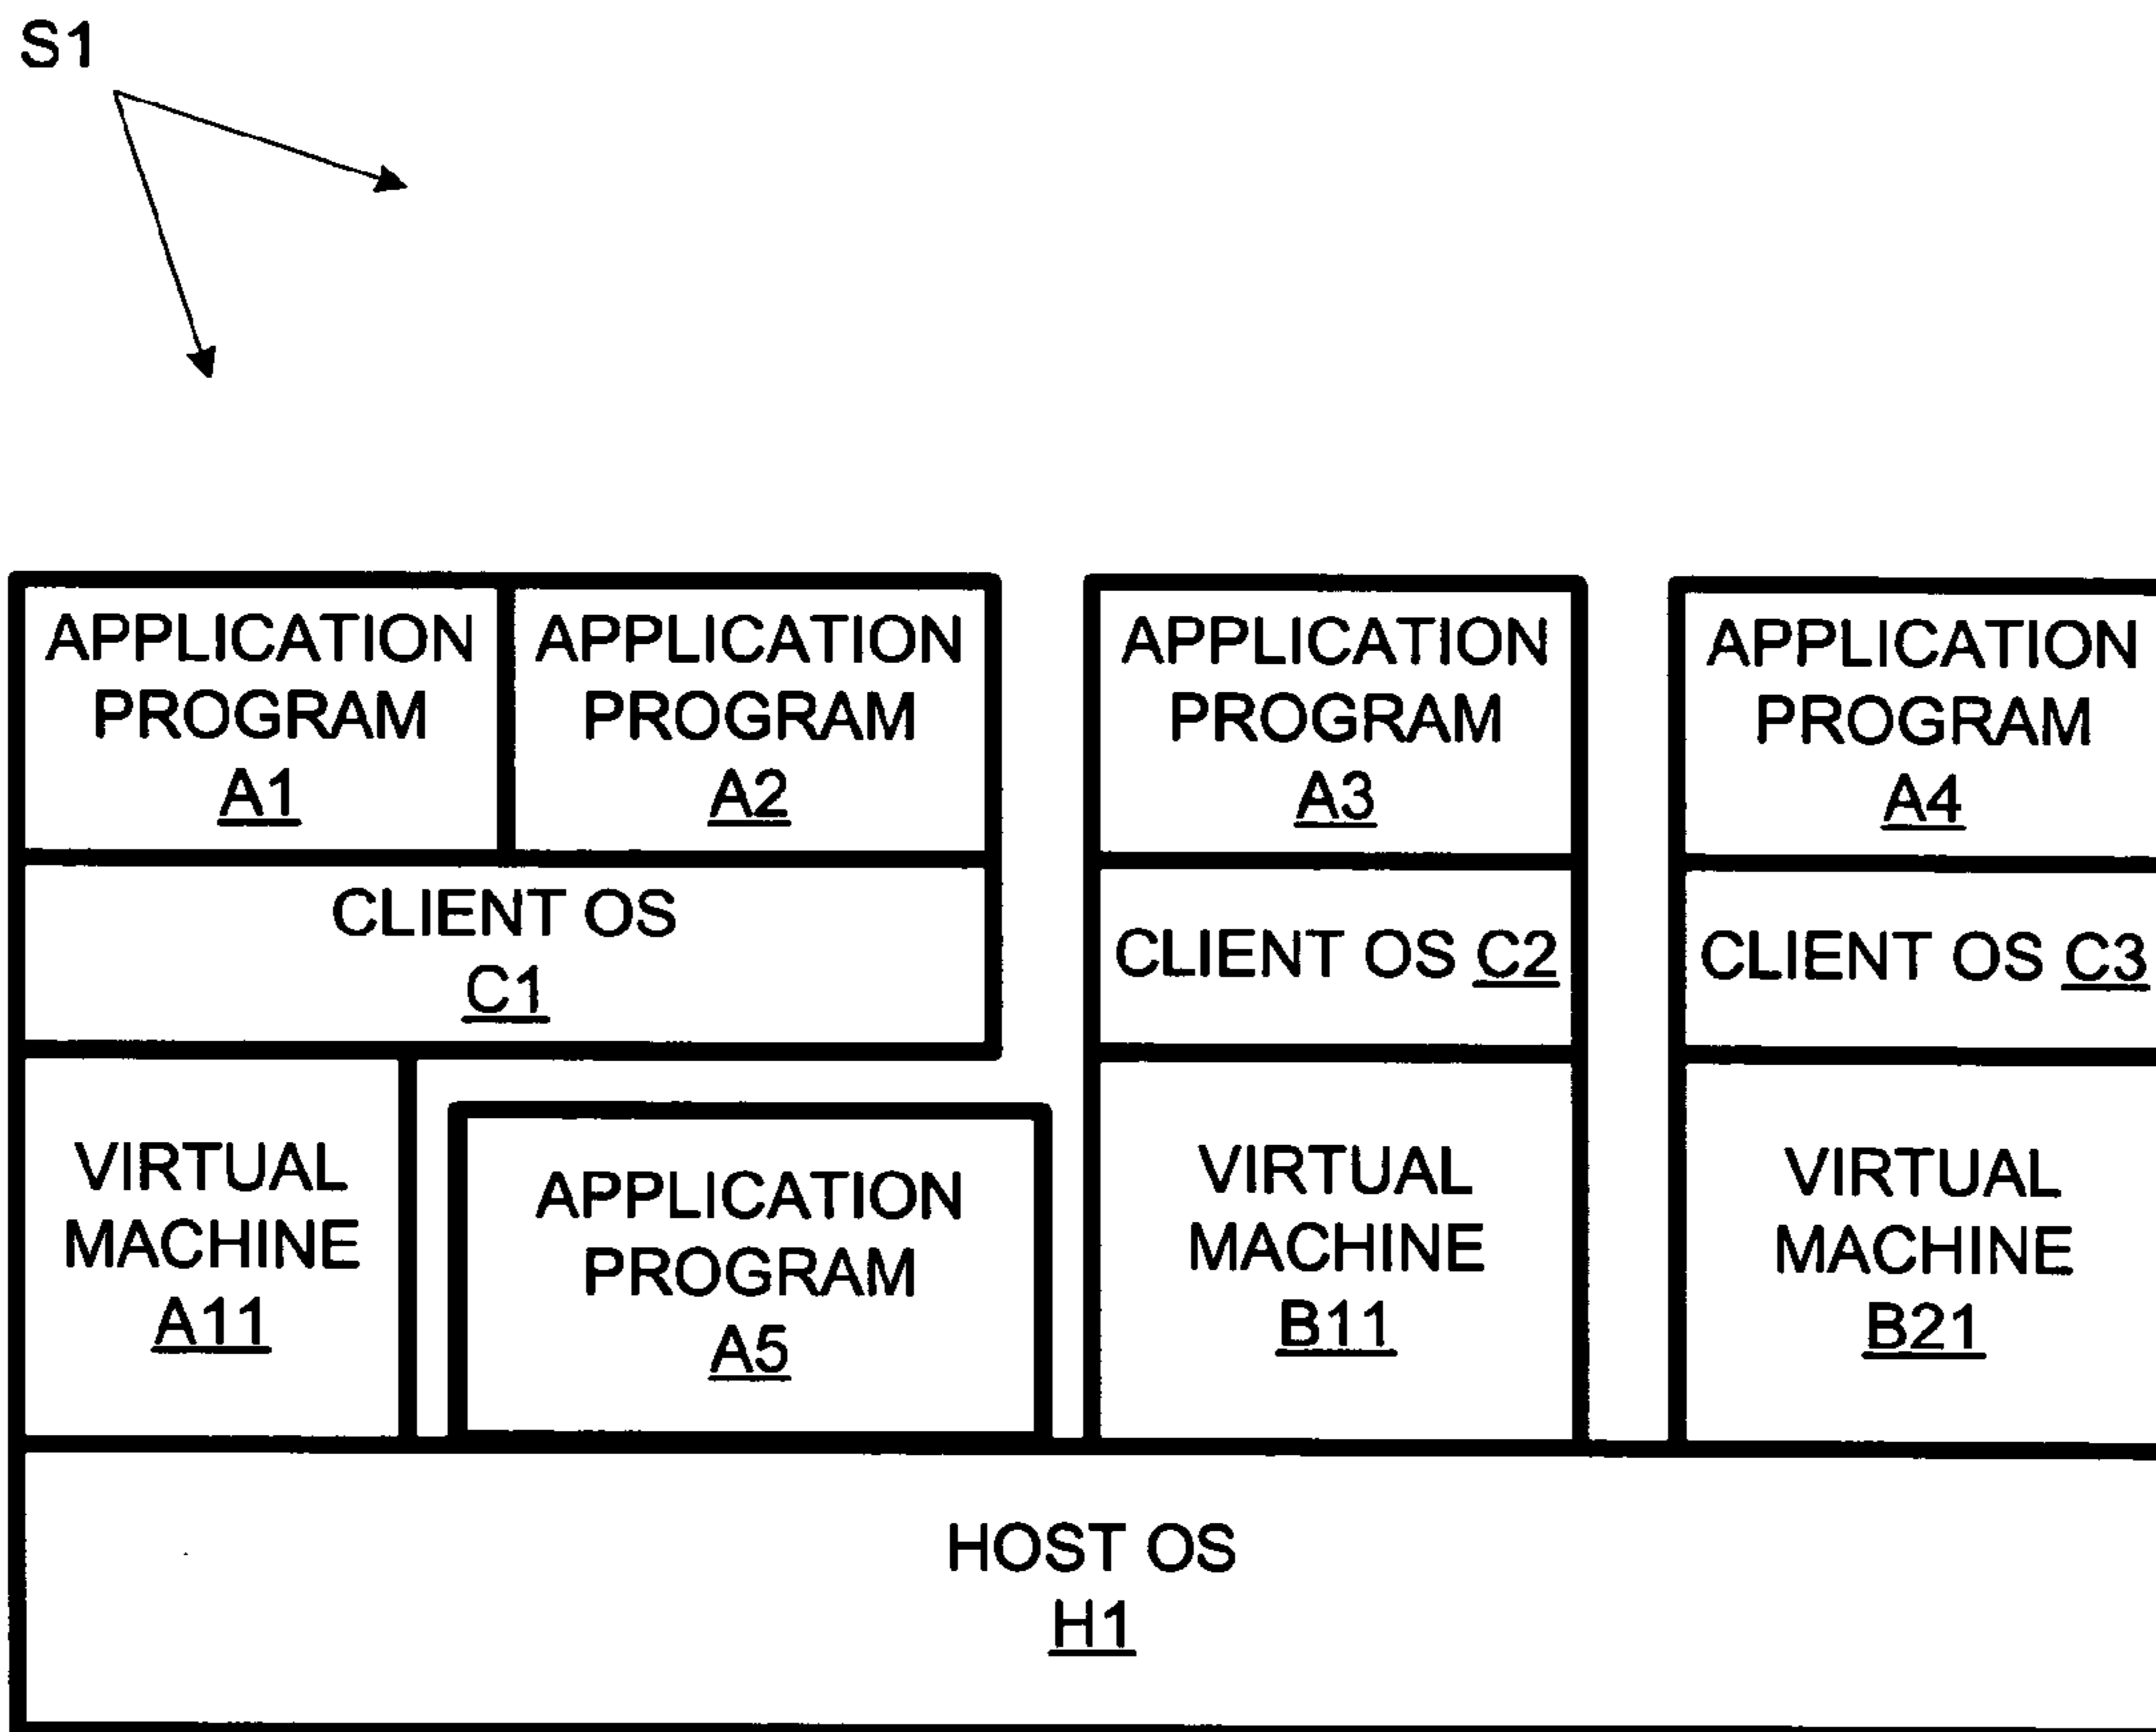 S1
APPLICATION
PROGRAM
A1
APPLICATION
PROGRAM
A2
APPLICATION
PROGRAM
A3
APPLICATION
PROGRAM
A4
CLIENT OS
C1
CLIENT OS C2
CLIENT OS C3
VIRTUAL
MACHINE
A11
APPLICATION
PROGRAM
A5
VIRTUAL
MACHINE
B11
VIRTUAL
MACHINE
B21
HOST OS
H1